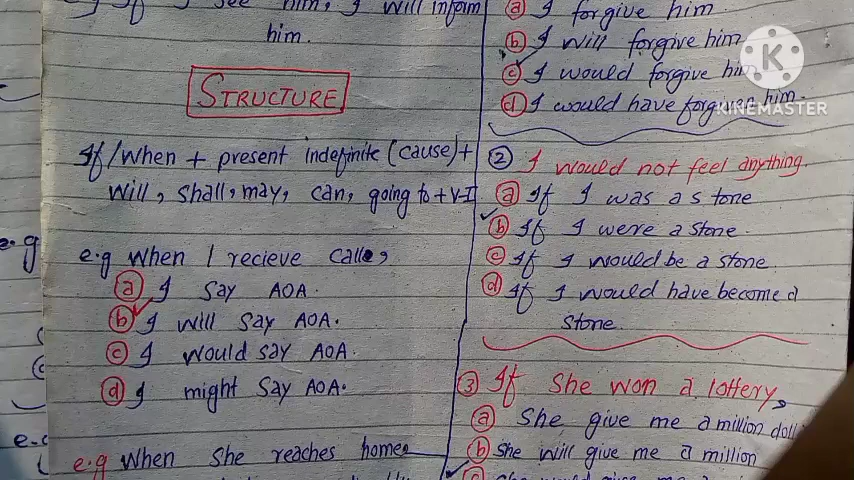 If I see him, I will inform
him.
STRUCTURE
If/When + present indefinite (cause) +
will, shall, may, can, going to + V-I
e.g When I recieve calle,
a I say AOA.
b I will say AOA.
c I would say AOA.
d I might say AOA.
e.g When She reaches home
a I forgive him
b I will forgive him
c I would forgive him
d I would have forgiven him.
2 I would not feel anything
a If I was a stone
b If I were a stone.
c If I would be a stone.
d If I would have become a
stone.
3 If She won a lottery,
a She give me a million doll
b She will give me a million
e.g
e.g
KINEMASTER